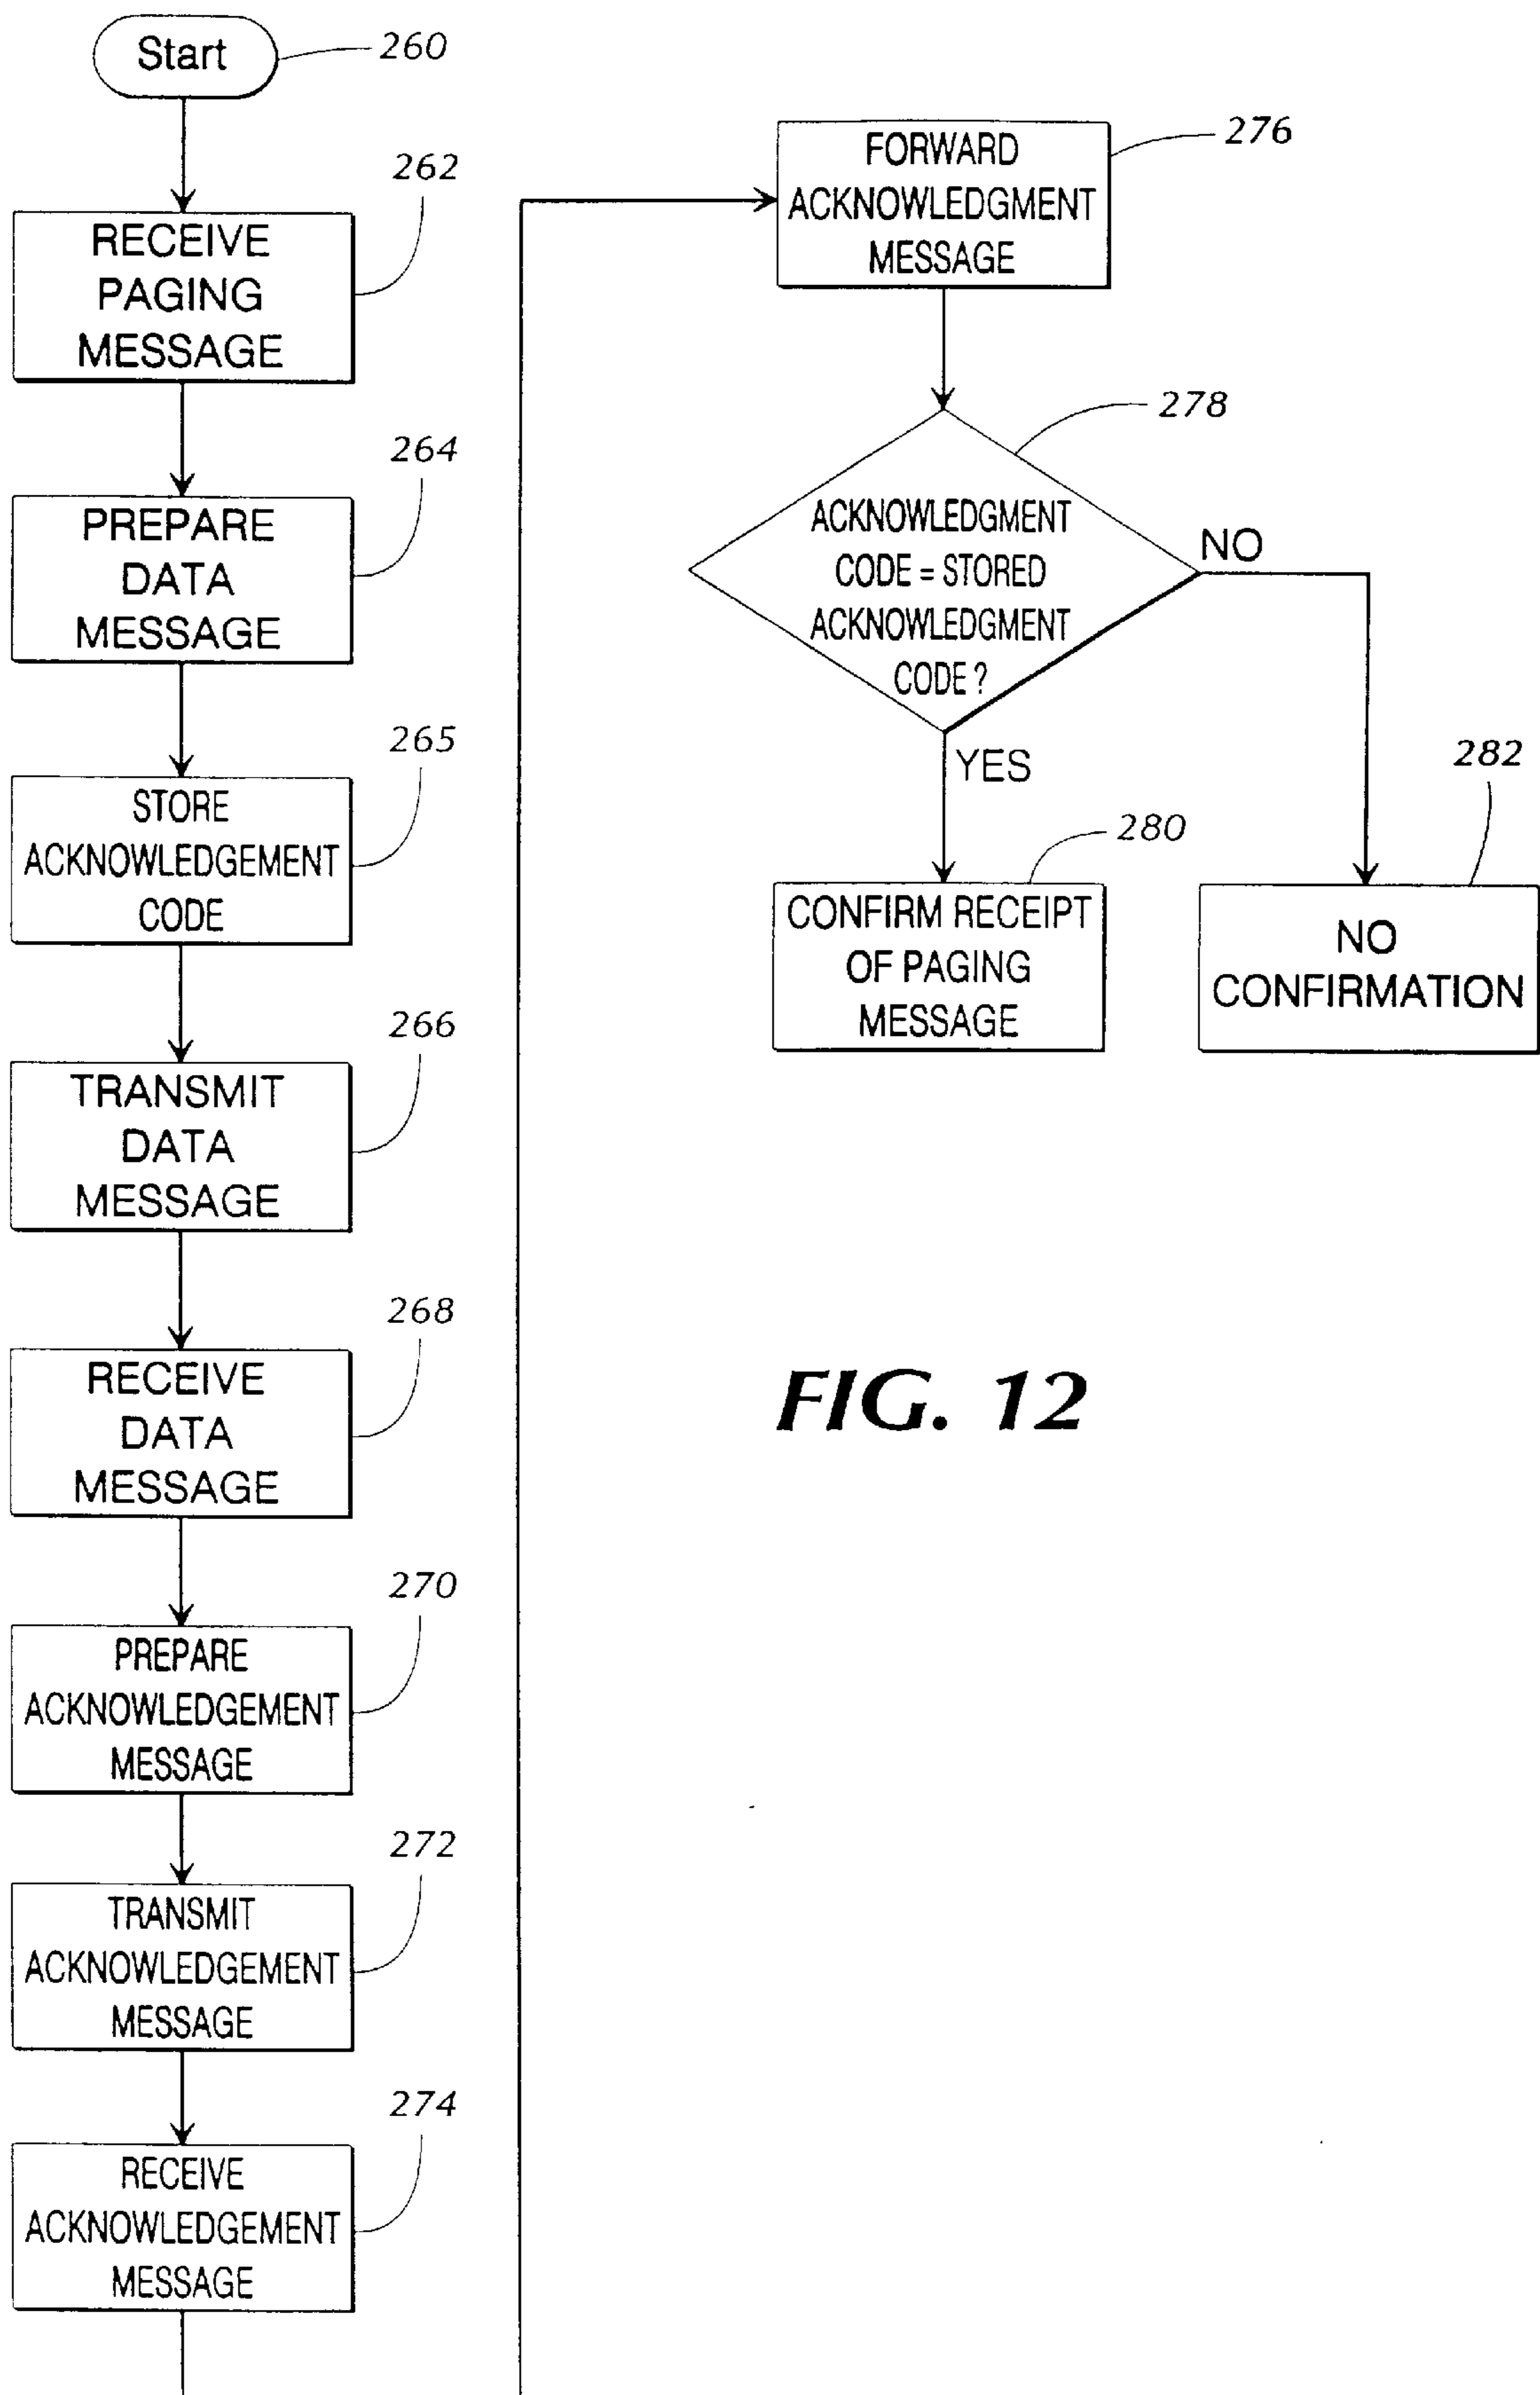 Start
260
262
RECEIVE
PAGING
MESSAGE
264
PREPARE
DATA
MESSAGE
265
STORE
ACKNOWLEDGEMENT
CODE
266
TRANSMIT
DATA
MESSAGE
268
RECEIVE
DATA
MESSAGE
270
PREPARE
ACKNOWLEDGEMENT
MESSAGE
272
TRANSMIT
ACKNOWLEDGEMENT
MESSAGE
274
RECEIVE
ACKNOWLEDGEMENT
MESSAGE
276
FORWARD
ACKNOWLEDGMENT
MESSAGE
278
ACKNOWLEDGMENT
CODE = STORED
ACKNOWLEDGMENT
CODE ?
NO
YES
280
CONFIRM RECEIPT
OF PAGING
MESSAGE
282
NO
CONFIRMATION
FIG. 12